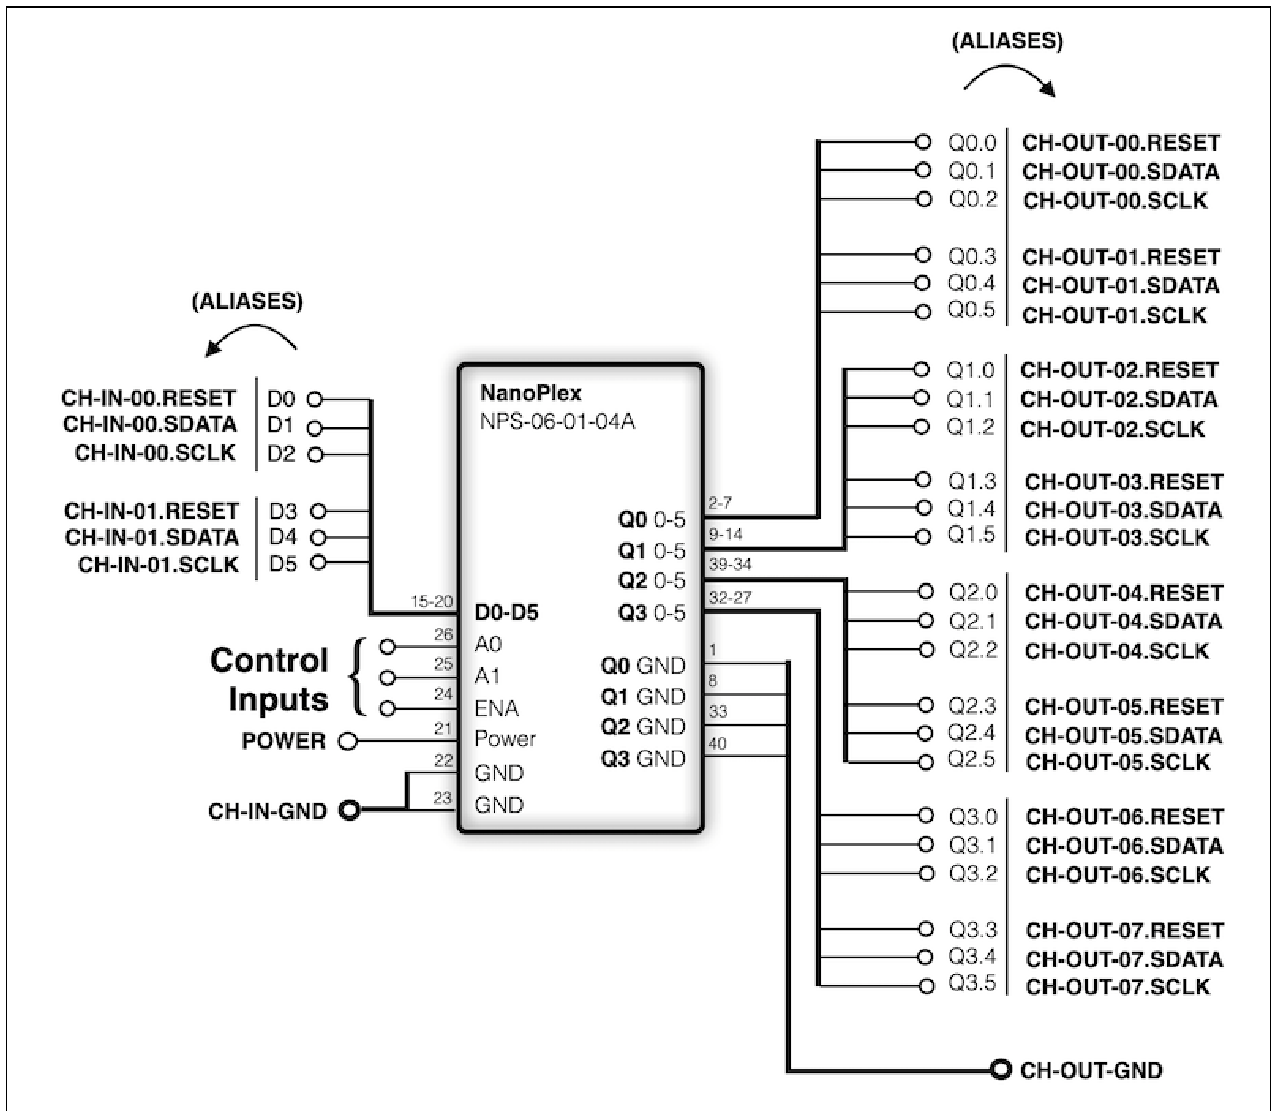 (ALIASES)
Q0.0 CH-OUT-00.RESET
Q0.1 CH-OUT-00.SDATA
Q0.2 CH-OUT-00.SCLK
Q0.3 CH-OUT-01.RESET
Q0.4 CH-OUT-01.SDATA
Q0.5 CH-OUT-01.SCLK
(ALIASES)
CH-IN-00.RESET D0
CH-IN-00.SDATA D1
CH-IN-00.SCLK D2
CH-IN-01.RESET D3
CH-IN-01.SDATA D4
CH-IN-01.SCLK D5
NanoPlex
NPS-06-01-04A
Q1.0 CH-OUT-02.RESET
Q1.1 CH-OUT-02.SDATA
Q1.2 CH-OUT-02.SCLK
Q1.3 CH-OUT-03.RESET
Q1.4 CH-OUT-03.SDATA
Q1.5 CH-OUT-03.SCLK
Q0 0-5 2-7
Q1 0-5 9-14
Q2 0-5 39-34
Q3 0-5 32-27
15-20 D0-D5
Control
Inputs
26 A0
25 A1
24 ENA
POWER 21 Power
22 GND
CH-IN-GND 23 GND
Q0 GND 1
Q1 GND 8
Q2 GND 33
Q3 GND 40
Q2.0 CH-OUT-04.RESET
Q2.1 CH-OUT-04.SDATA
Q2.2 CH-OUT-04.SCLK
Q2.3 CH-OUT-05.RESET
Q2.4 CH-OUT-05.SDATA
Q2.5 CH-OUT-05.SCLK
Q3.0 CH-OUT-06.RESET
Q3.1 CH-OUT-06.SDATA
Q3.2 CH-OUT-06.SCLK
Q3.3 CH-OUT-07.RESET
Q3.4 CH-OUT-07.SDATA
Q3.5 CH-OUT-07.SCLK
CH-OUT-GND